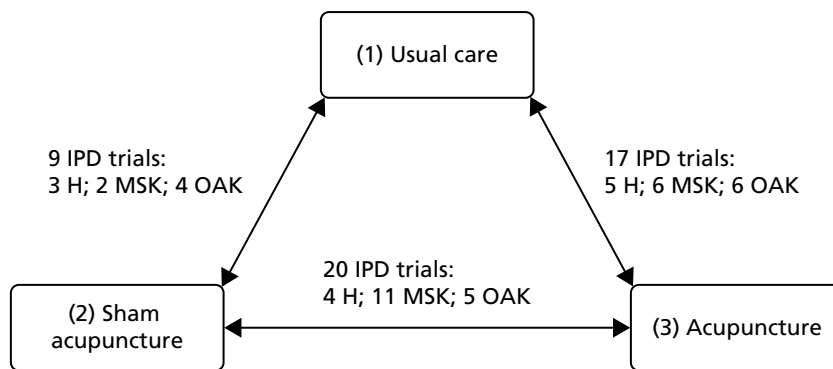 (1) Usual care
9 IPD trials:
3 H; 2 MSK; 4 OAK
17 IPD trials:
5 H; 6 MSK; 6 OAK
20 IPD trials:
4 H; 11 MSK; 5 OAK
(2) Sham
acupuncture
(3) Acupuncture